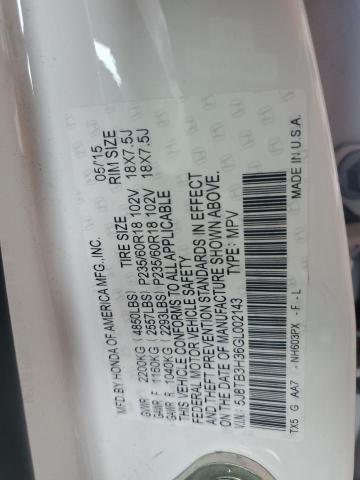 MFD. BY HONDA OF AMERICA MFG., INC. 05/15
TIRE SIZE RIM SIZE
GVWR 2200KG (4850LBS)
GAWR F 1160KG (2557LBS) P235/60R18 102V 18X7.5J
GAWR R 1040KG (2293LBS) P235/60R18 102V 18X7.5J
THIS VEHICLE CONFORMS TO ALL APPLICABLE
FEDERAL MOTOR VEHICLE SAFETY
AND THEFT PREVENTION STANDARDS IN EFFECT
ON THE DATE OF MANUFACTURE SHOWN ABOVE.
V.I.N.: 5J8TB3H36GL002143 TYPE: MPV
TX5 G AA7 -NH603PX - F - L MADE IN U.S.A.